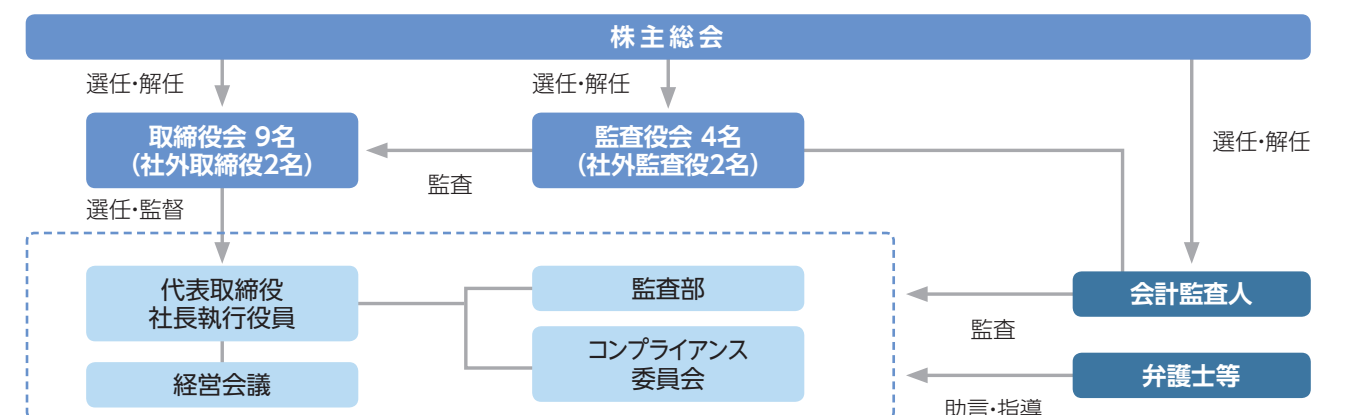 株主総会
選任・解任
選任・解任
選任・解任
取締役会 9名
（社外取締役2名）
監査役会 4名
（社外監査役2名）
監査
選任・監督
代表取締役
社長執行役員
監査部
会計監査人
監査
コンプライアンス
委員会
経営会議
弁護士等
助言・指導